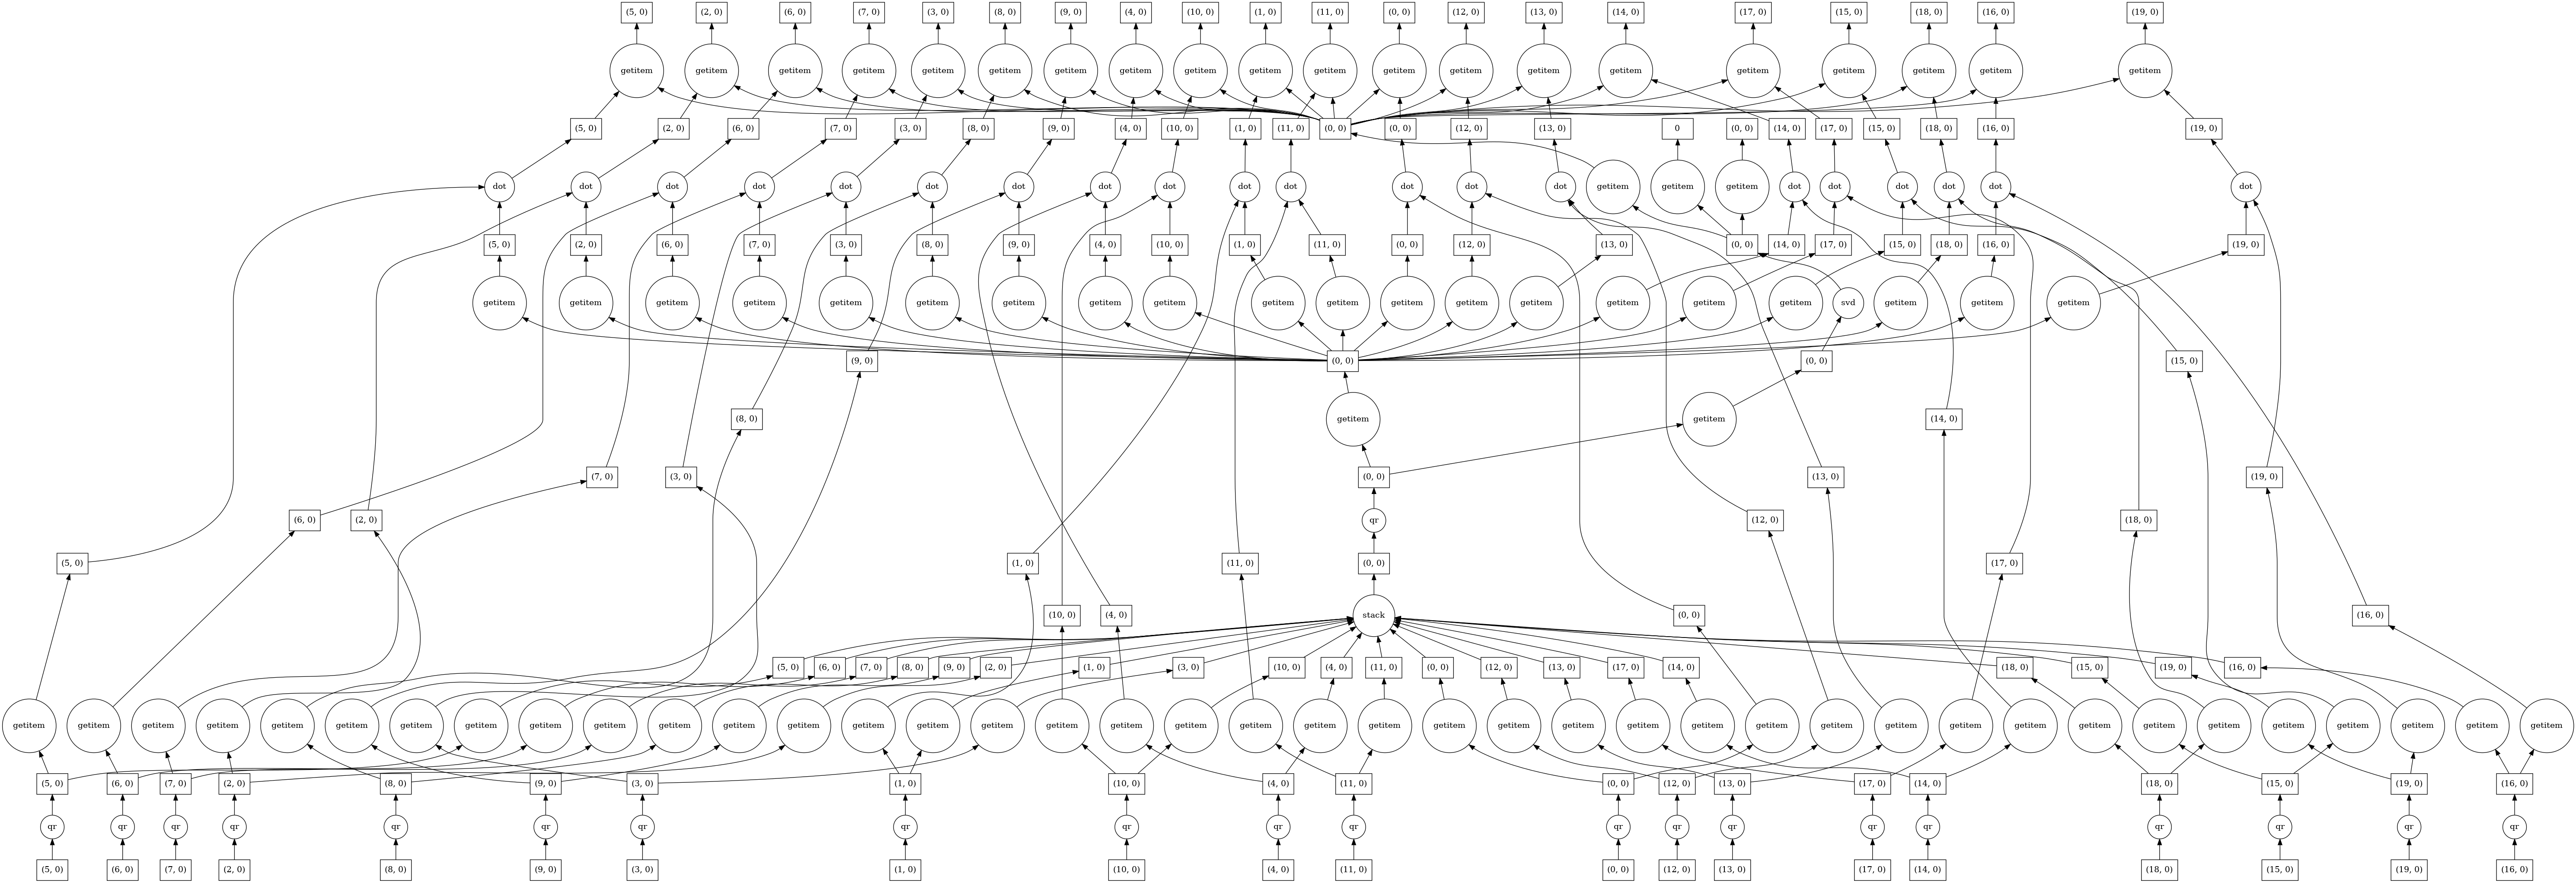 (5, 0) (2, 0) (6, 0) (7, 0) (3, 0) (8, 0) (9, 0) (4, 0) (10, 0) (1, 0) (11, 0) (0, 0) (12, 0) (13, 0) (14, 0) (17, 0) (15, 0) (18, 0) (16, 0) (19, 0)
getitem getitem getitem getitem getitem getitem getitem getitem getitem getitem getitem getitem getitem getitem getitem getitem getitem getitem getitem getitem
(5, 0) (2, 0) (6, 0) (7, 0) (3, 0) (8, 0) (9, 0) (4, 0) (10, 0) (1, 0) (11, 0) (0, 0) (0, 0) (12, 0) (13, 0) 0 (0, 0) (14, 0) (17, 0) (15, 0) (18, 0) (16, 0) (19, 0)
dot dot dot dot dot dot dot dot dot dot dot dot dot dot getitem getitem getitem dot dot dot dot dot dot
(5, 0) (2, 0) (6, 0) (7, 0) (3, 0) (8, 0) (9, 0) (4, 0) (10, 0) (1, 0) (11, 0) (0, 0) (12, 0) (13, 0) (0, 0) (14, 0) (17, 0) (15, 0) (18, 0) (16, 0) (19, 0)
getitem getitem getitem getitem getitem getitem getitem getitem getitem getitem getitem getitem getitem getitem getitem getitem getitem svd getitem getitem getitem
(9, 0) (0, 0) (0, 0) (15, 0)
(8, 0) getitem getitem (14, 0)
(7, 0) (3, 0) (0, 0) (13, 0) (19, 0)
(6, 0) (2, 0) qr (12, 0) (18, 0)
(5, 0) (1, 0) (11, 0) (0, 0) (17, 0)
(10, 0) (4, 0) stack (0, 0) (16, 0)
(5, 0) (6, 0) (7, 0) (8, 0) (9, 0) (2, 0) (1, 0) (3, 0) (10, 0) (4, 0) (11, 0) (0, 0) (12, 0) (13, 0) (17, 0) (14, 0) (18, 0) (15, 0) (19, 0) (16, 0)
getitem getitem getitem getitem getitem getitem getitem getitem getitem getitem getitem getitem getitem getitem getitem getitem getitem getitem getitem getitem getitem getitem getitem getitem getitem getitem getitem getitem getitem getitem getitem getitem getitem getitem getitem getitem getitem getitem getitem getitem
(5, 0) (6, 0) (7, 0) (2, 0) (8, 0) (9, 0) (3, 0) (1, 0) (10, 0) (4, 0) (11, 0) (0, 0) (12, 0) (13, 0) (17, 0) (14, 0) (18, 0) (15, 0) (19, 0) (16, 0)
qr qr qr qr qr qr qr qr qr qr qr qr qr qr qr qr qr qr qr qr
(5, 0) (6, 0) (7, 0) (2, 0) (8, 0) (9, 0) (3, 0) (1, 0) (10, 0) (4, 0) (11, 0) (0, 0) (12, 0) (13, 0) (17, 0) (14, 0) (18, 0) (15, 0) (19, 0) (16, 0)